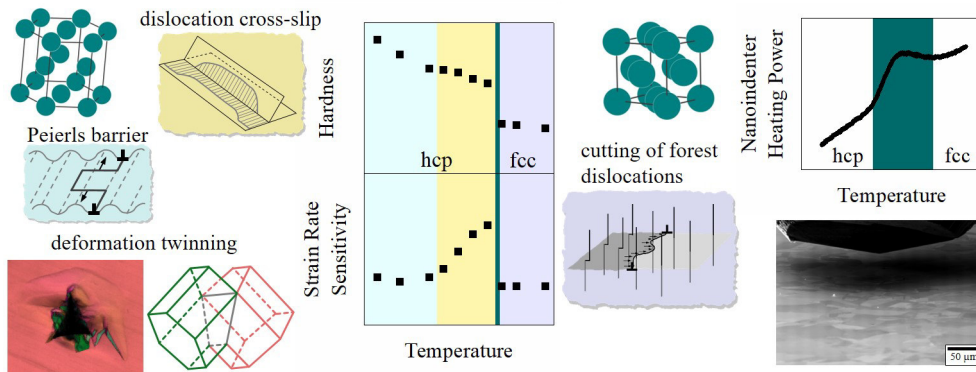 dislocation cross-slip
Peierls barrier
deformation twinning
Hardness
hcp
fcc
Strain Rate
Sensitivity
Temperature
cutting of forest
dislocations
Nanoindenter
Heating Power
hcp
fcc
Temperature
50 µm